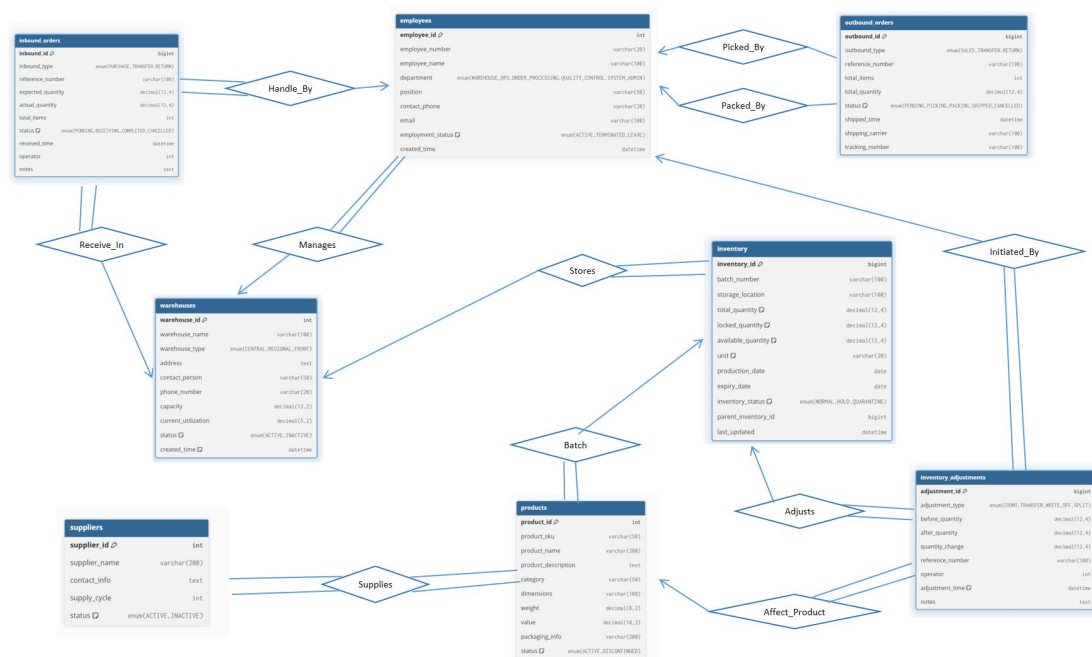 inbound_orders
inbound_id bigint
inbound_type enum(PURCHASE,TRANSFER,RETURN)
reference_number varchar(100)
expected_quantity decimal(12,4)
actual_quantity decimal(12,4)
total_items int
status enum(PENDING,RECEIVING,COMPLETED,CANCELLED)
received_time datetime
operator int
notes text
Handle_By
employees
employee_id int
employee_number varchar(20)
employee_name varchar(100)
department enum(WAREHOUSE_OPS,ORDER_PROCESSING,QUALITY_CONTROL,SYSTEM_ADMIN)
position varchar(50)
contact_phone varchar(20)
email varchar(100)
employment_status enum(ACTIVE,TERMINATED,LEAVE)
created_time datetime
Picked_By
Packed_By
outbound_orders
outbound_id bigint
outbound_type enum(SALES,TRANSFER,RETURN)
reference_number varchar(100)
total_items int
total_quantity decimal(12,4)
status enum(PENDING,PICKING,PACKING,SHIPPED,CANCELLED)
shipped_time datetime
shipping_carrier varchar(100)
tracking_number varchar(100)
Receive_In
Manages
Stores
Initiated_By
warehouses
warehouse_id int
warehouse_name varchar(100)
warehouse_type enum(CENTRAL,REGIONAL,FRONT)
address text
contact_person varchar(50)
phone_number varchar(20)
capacity decimal(12,2)
current_utilization decimal(5,2)
status enum(ACTIVE,INACTIVE)
created_time datetime
inventory
inventory_id bigint
batch_number varchar(100)
storage_location varchar(100)
total_quantity decimal(12,4)
locked_quantity decimal(12,4)
available_quantity decimal(12,4)
unit varchar(20)
production_date date
expiry_date date
inventory_status enum(NORMAL,HOLD,QUARANTINE)
parent_inventory_id bigint
last_updated datetime
Batch
Adjusts
suppliers
supplier_id int
supplier_name varchar(200)
contact_info text
supply_cycle int
status enum(ACTIVE,INACTIVE)
Supplies
products
product_id int
product_sku varchar(50)
product_name varchar(200)
product_description text
category varchar(50)
dimensions varchar(100)
weight decimal(8,2)
value decimal(10,2)
packaging_info varchar(200)
status enum(ACTIVE,DISCONTINUED)
Affect_Product
inventory_adjustments
adjustment_id bigint
adjustment_type enum(COUNT,TRANSFER,WRITE_OFF,SPLIT)
before_quantity decimal(12,4)
after_quantity decimal(12,4)
quantity_change decimal(12,4)
reference_number varchar(100)
operator int
adjustment_time datetime
notes text